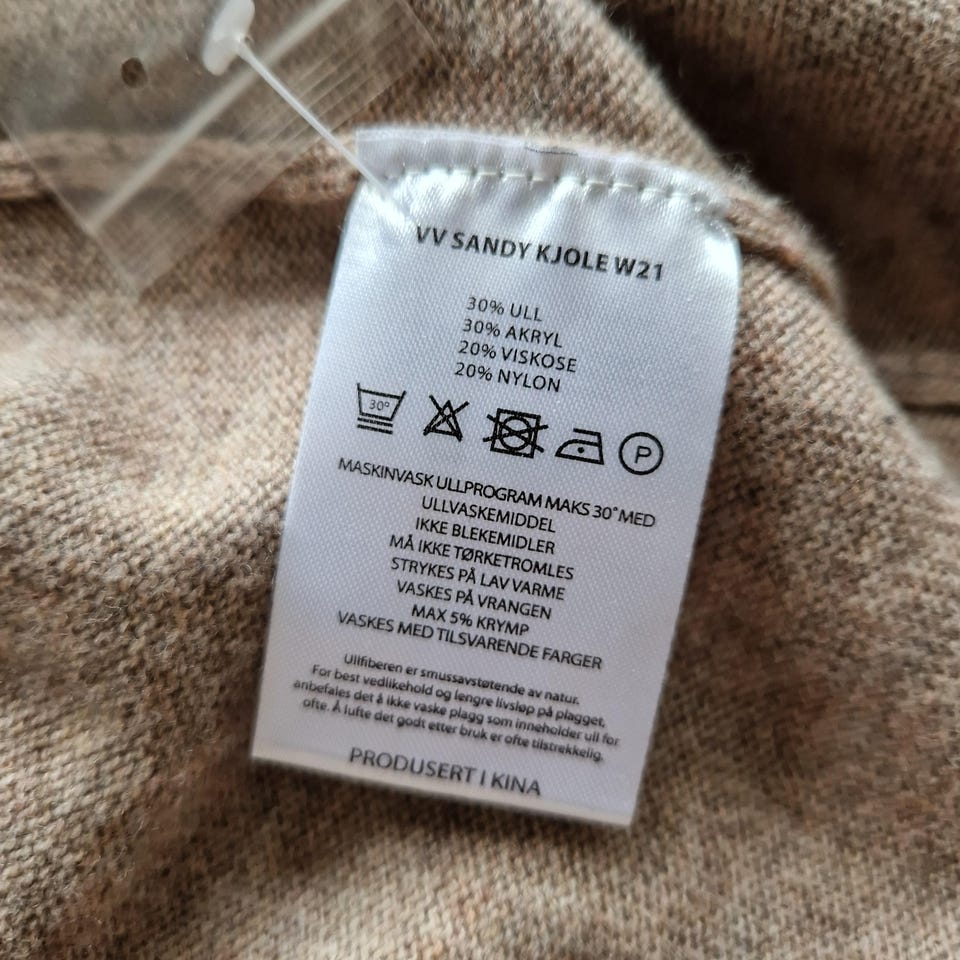 VV SANDY KJOLE W21
30% ULL
30% AKRYL
20% VISKOSE
20% NYLON
30°
P
MASKINVASK ULLPROGRAM MAKS 30° MED
ULLVASKEMIDDEL
IKKE BLEKEMIDLER
MÅ IKKE TØRKETROMLES
STRYKES PÅ LAV VARME
VASKES PÅ VRANGEN
MAX 5% KRYMP
VASKES MED TILSVARENDE FARGER
Ullfiberen er smussavstøtende av natur.
For best vedlikehold og lengre livsløp på plagget,
anbefales det å ikke vaske plagg som inneholder ull for
ofte. Å lufte det godt etter bruk er ofte tilstrekkelig.
PRODUSERT I KINA